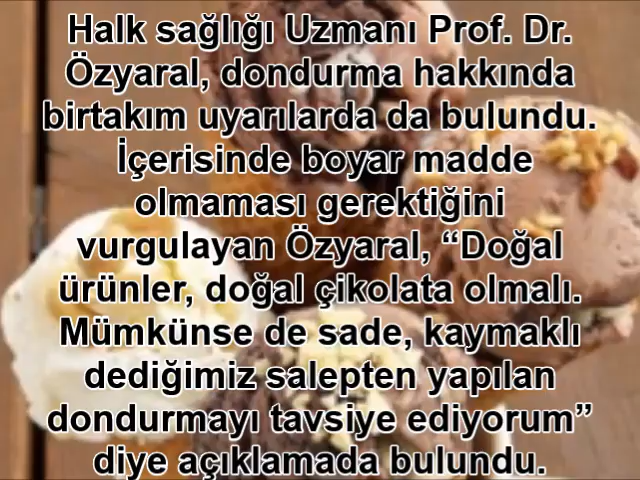 Halk sağlığı Uzmanı Prof. Dr.
Özyaral, dondurma hakkında
birtakım uyarılarda da bulundu.
İçerisinde boyar madde
olmaması gerektiğini
vurgulayan Özyaral, “Doğal
ürünler, doğal çikolata olmalı.
Mümkünse de sade, kaymaklı
dediğimiz salepten yapılan
dondurmayı tavsiye ediyorum”
diye açıklamada bulundu.